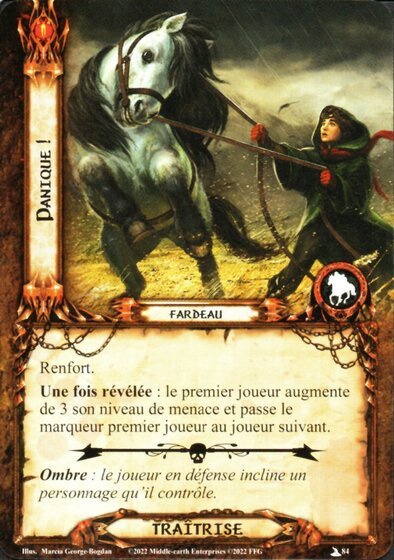 PANIQUE !
FARDEAU
Renfort.
Une fois révélée : le premier joueur augmente
de 3 son niveau de menace et passe le
marqueur premier joueur au joueur suivant.
Ombre : le joueur en défense incline un
personnage qu'il contrôle.
TRAÎTRISE
Illus. Marcia George-Bogdan ©2022 Middle-earth Enterprises ©2022 FFG 84